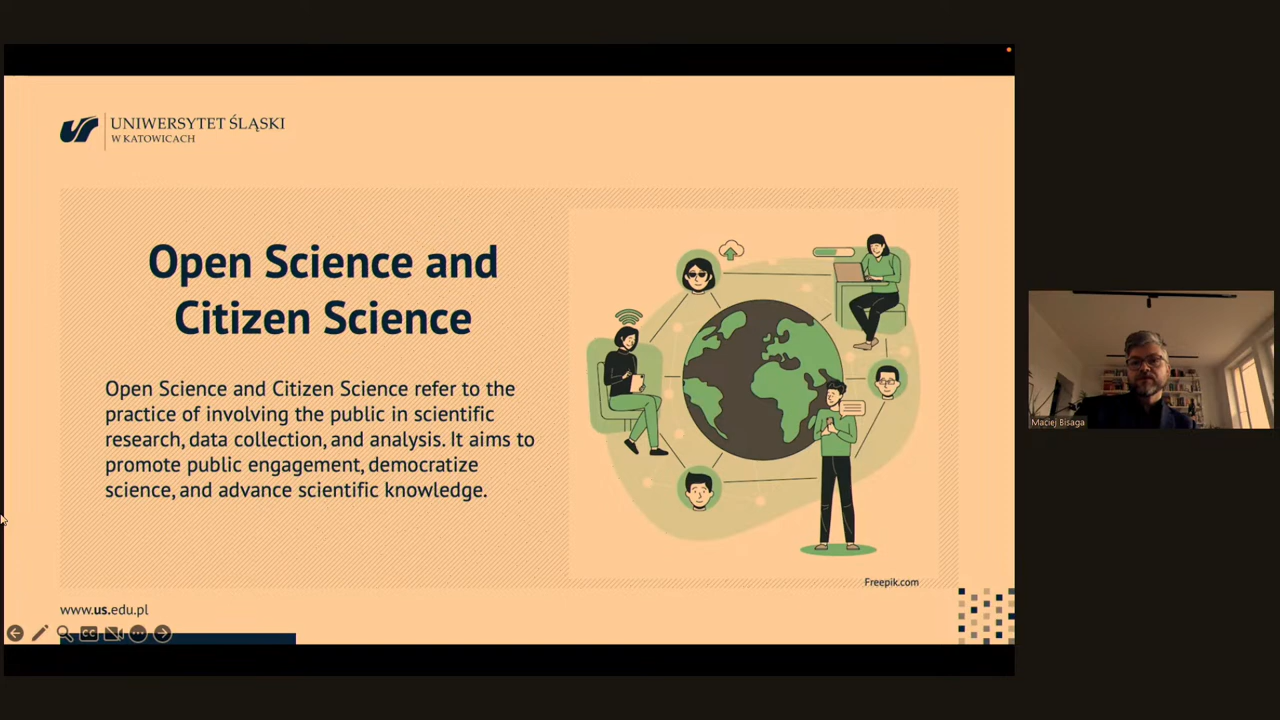 UNIWERSYTET ŚLĄSKI
W KATOWICACH
Open Science and
Citizen Science
Open Science and Citizen Science refer to the
practice of involving the public in scientific
research, data collection, and analysis. It aims to
promote public engagement, democratize
science, and advance scientific knowledge.
Freepik.com
www.us.edu.pl
CC
Maciej Bisaga